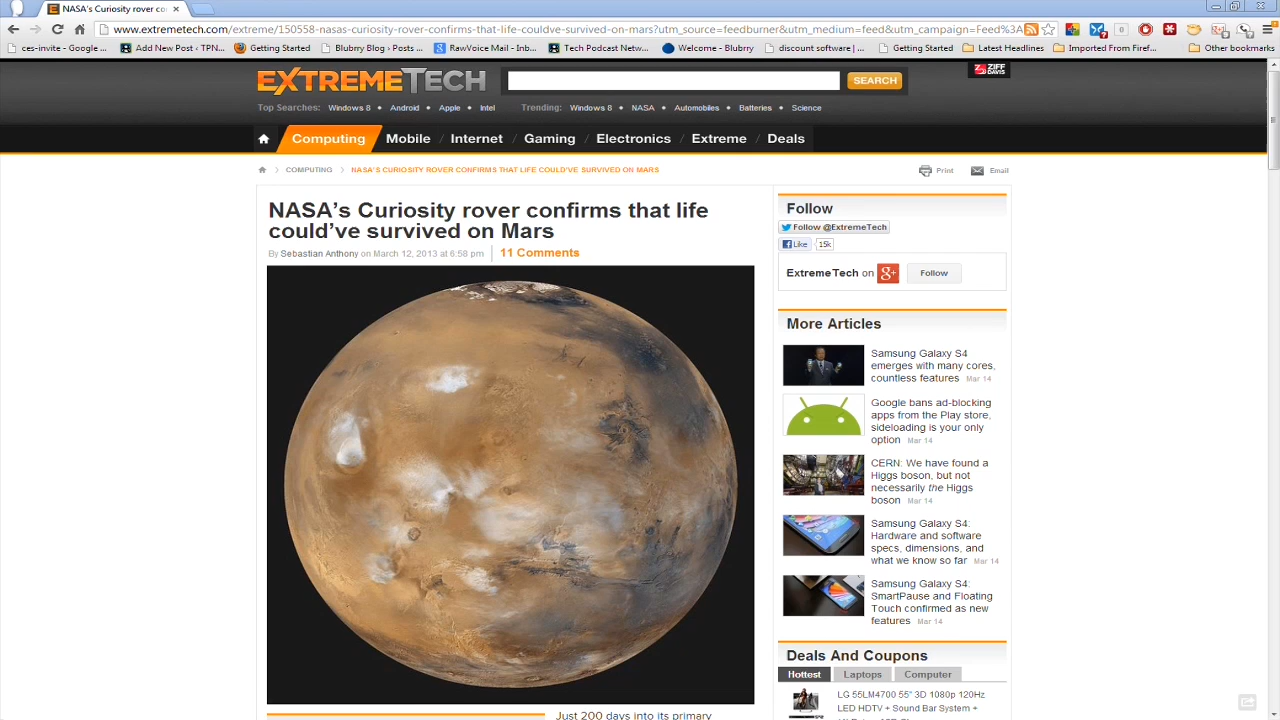 NASA's Curiosity rover co
www.extremetech.com/extreme/150558-nasas-curiosity-rover-confirms-that-life-couldve-survived-on-mars?utm_source=feedburner&utm_medium=feed&utm_campaign=Feed%3A
ces-invite - Google ... Add New Post ‹ TPN... Getting Started Blubrry Blog › Posts ... RawVoice Mail - Inb... Tech Podcast Netw... Welcome - Blubrry discount software | ... Getting Started Latest Headlines Imported From Firef... Other bookmarks
EXTREMETECH
SEARCH
ZIFF DAVIS
Top Searches: Windows 8 • Android • Apple • Intel Trending: Windows 8 • NASA • Automobiles • Batteries • Science
Computing Mobile / Internet / Gaming / Electronics / Extreme / Deals
COMPUTING NASA'S CURIOSITY ROVER CONFIRMS THAT LIFE COULD'VE SURVIVED ON MARS
Print Email
NASA's Curiosity rover confirms that life
could've survived on Mars
By Sebastian Anthony on March 12, 2013 at 6:58 pm 11 Comments
Just 200 days into its primary
Follow
Follow @ExtremeTech
Like 15k
ExtremeTech on g+ Follow
More Articles
Samsung Galaxy S4
emerges with many cores,
countless features Mar 14
Google bans ad-blocking
apps from the Play store,
sideloading is your only
option Mar 14
CERN: We have found a
Higgs boson, but not
necessarily the Higgs
boson Mar 14
Samsung Galaxy S4:
Hardware and software
specs, dimensions, and
what we know so far Mar 14
Samsung Galaxy S4:
SmartPause and Floating
Touch confirmed as new
features Mar 14
Deals And Coupons
Hottest Laptops Computer
LG 55LM4700 55" 3D 1080p 120Hz
LED HDTV + Sound Bar System +